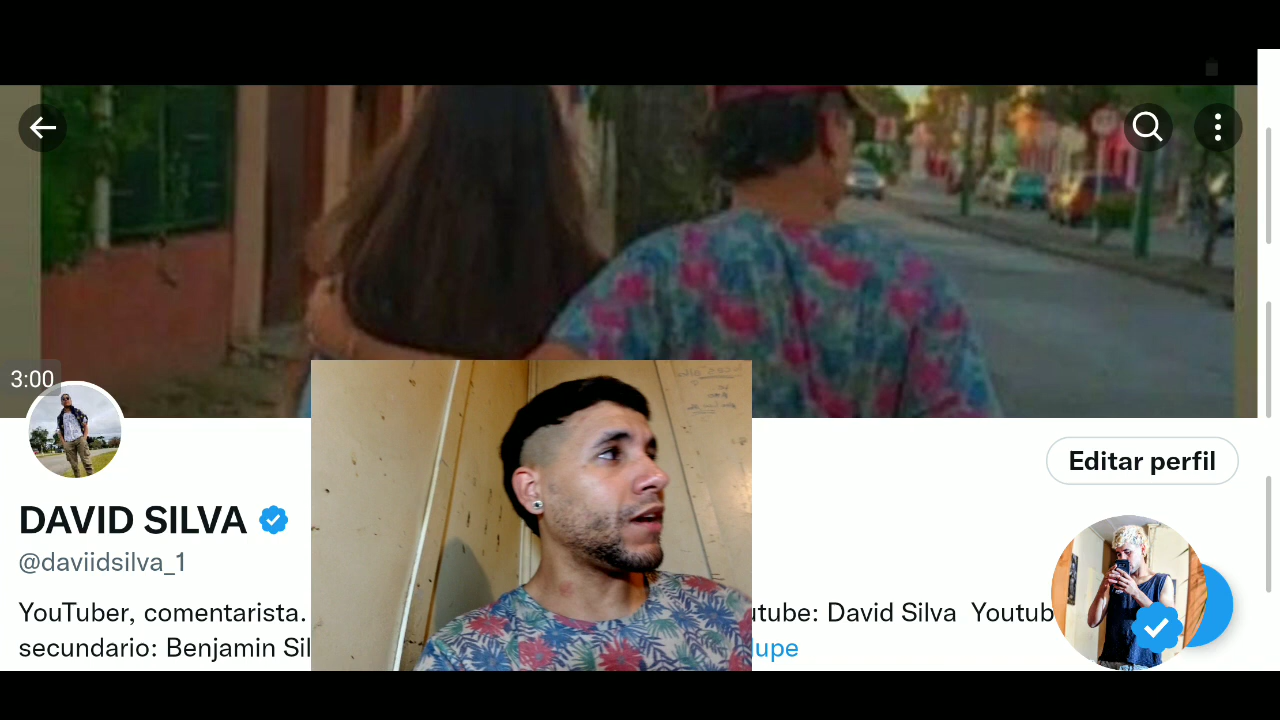 3:00
Editar perfil
DAVID SILVA
@daviidsilva_1
YouTuber, comentarista. utube: David Silva Youtub
secundario: Benjamin Sil upe